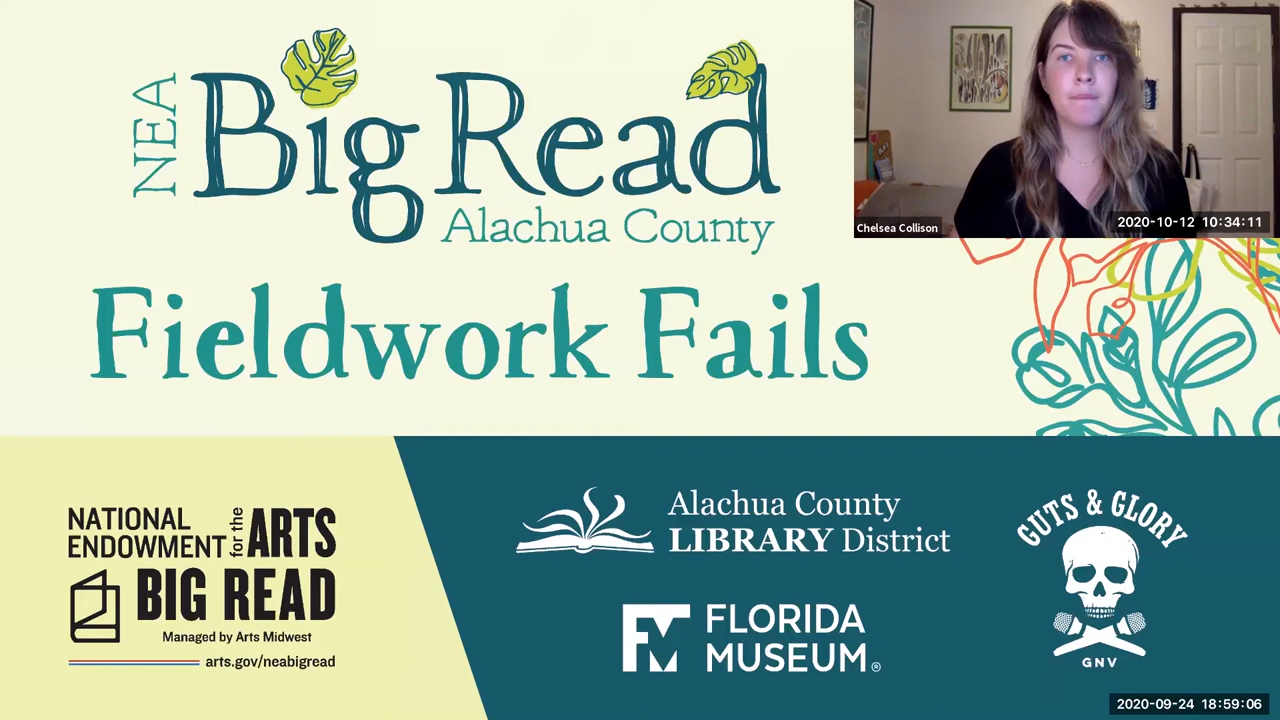 NEA
Big Read
Alachua County
Fieldwork Fails
Chelsea Collison
2020-10-12 10:34:11
NATIONAL
ENDOWMENT for the ARTS
BIG READ
Managed by Arts Midwest
arts.gov/neabigread
Alachua County
LIBRARY District
FLORIDA
MUSEUM®
GUTS & GLORY
GNV
2020-09-24 18:59:06